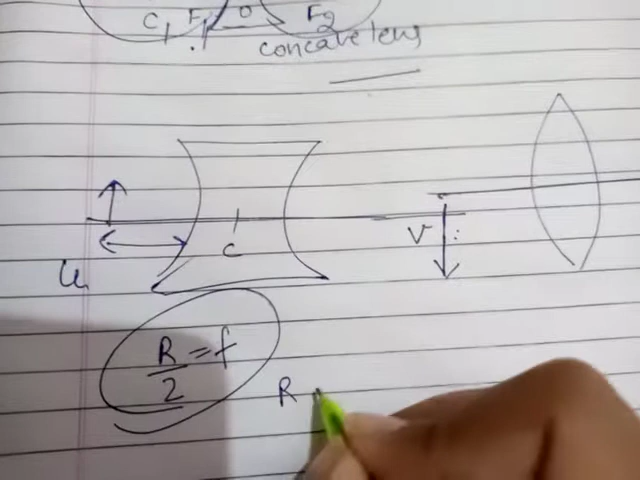 C₁ F₁ O F₂
concave lens
C
V
u
R/2 = f
R